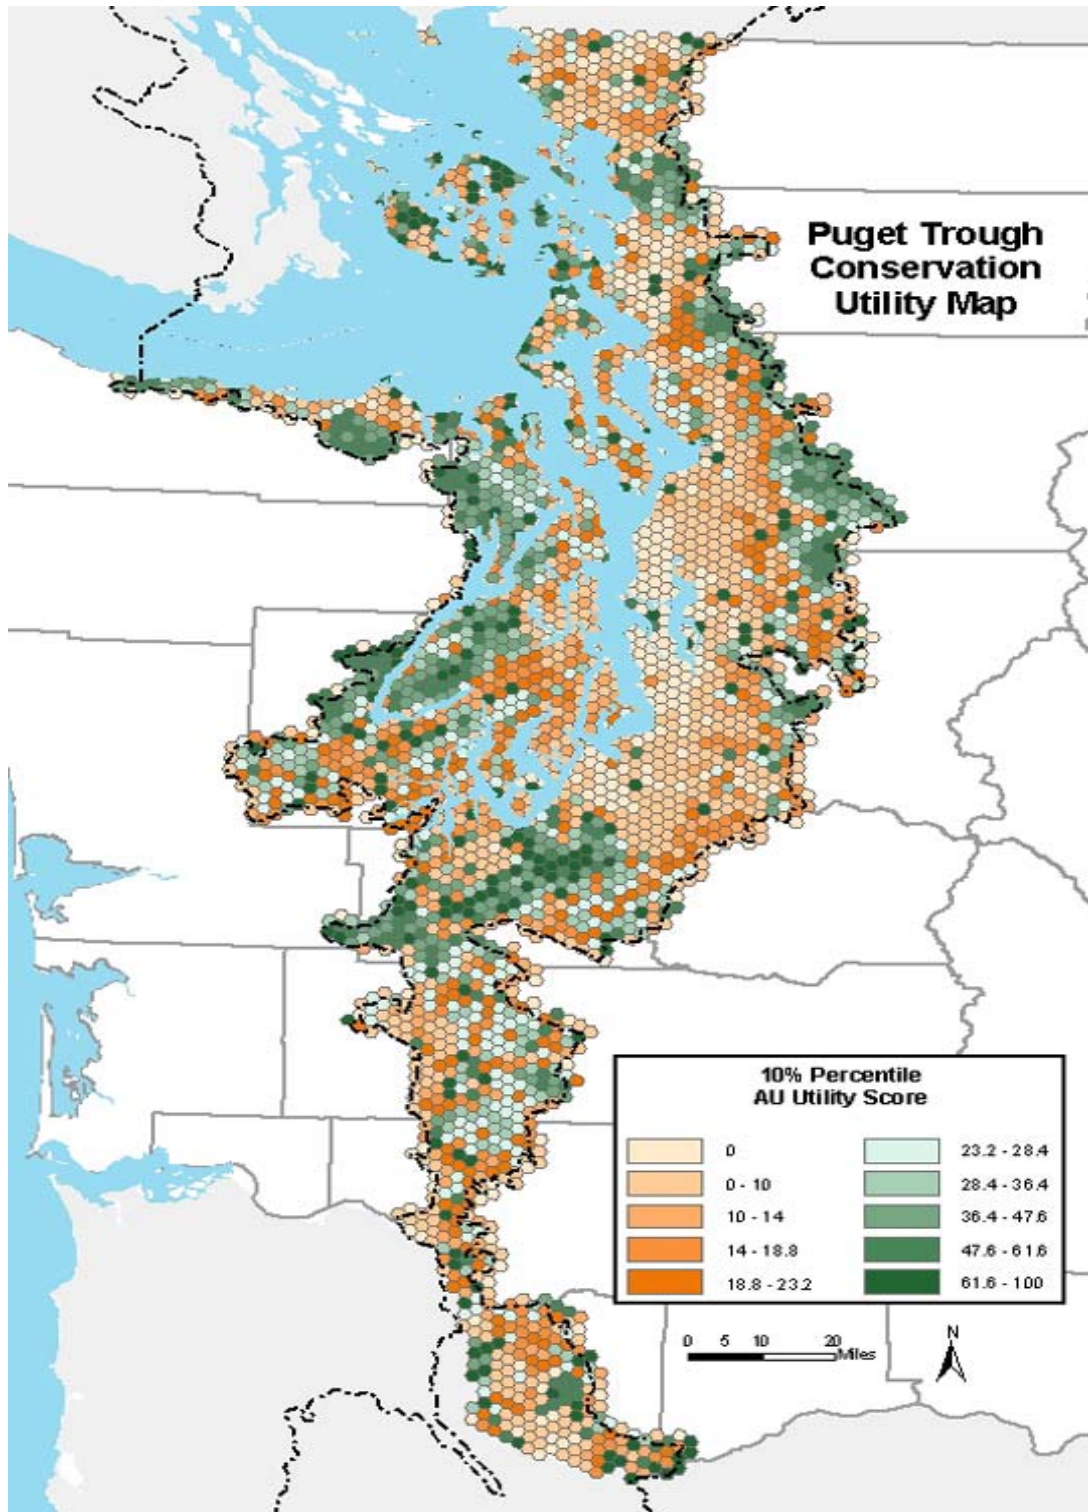 Puget Trough
Conservation
Utility Map
10% Percentile
AU Utility Score
0
0 - 10
10 - 14
14 - 18.8
18.8 - 23.2
23.2 - 28.4
28.4 - 36.4
36.4 - 47.6
47.6 - 61.6
61.6 - 100
0 5 10 20
Miles
N